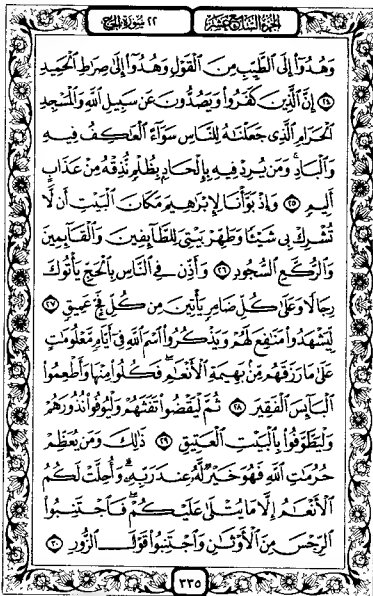 الجزء السابع عشر
٢٢ سورة الحج
وَهُدُوٓا۟ إِلَى ٱلطَّيِّبِ مِنَ ٱلْقَوْلِ وَهُدُوٓا۟ إِلَىٰ صِرَٰطِ ٱلْحَمِيدِ
٢٤ إِنَّ ٱلَّذِينَ كَفَرُوا۟ وَيَصُدُّونَ عَن سَبِيلِ ٱللَّهِ وَٱلْمَسْجِدِ
ٱلْحَرَامِ ٱلَّذِى جَعَلْنَٰهُ لِلنَّاسِ سَوَآءً ٱلْعَٰكِفُ فِيهِ
وَٱلْبَادِ ۚ وَمَن يُرِدْ فِيهِ بِإِلْحَادٍۭ بِظُلْمٍ نُّذِقْهُ مِنْ عَذَابٍ
أَلِيمٍ ٢٥ وَإِذْ بَوَّأْنَا لِإِبْرَٰهِيمَ مَكَانَ ٱلْبَيْتِ أَن لَّا
تُشْرِكْ بِى شَيْـًٔا وَطَهِّرْ بَيْتِىَ لِلطَّآئِفِينَ وَٱلْقَآئِمِينَ
وَٱلرُّكَّعِ ٱلسُّجُودِ ٢٦ وَأَذِّن فِى ٱلنَّاسِ بِٱلْحَجِّ يَأْتُوكَ
رِجَالًا وَعَلَىٰ كُلِّ ضَامِرٍ يَأْتِينَ مِن كُلِّ فَجٍّ عَمِيقٍ ٢٧
لِّيَشْهَدُوا۟ مَنَٰفِعَ لَهُمْ وَيَذْكُرُوا۟ ٱسْمَ ٱللَّهِ فِىٓ أَيَّامٍ مَّعْلُومَٰتٍ
عَلَىٰ مَا رَزَقَهُم مِّنۢ بَهِيمَةِ ٱلْأَنْعَٰمِ ۖ فَكُلُوا۟ مِنْهَا وَأَطْعِمُوا۟
ٱلْبَآئِسَ ٱلْفَقِيرَ ٢٨ ثُمَّ لْيَقْضُوا۟ تَفَثَهُمْ وَلْيُوفُوا۟ نُذُورَهُمْ
وَلْيَطَّوَّفُوا۟ بِٱلْبَيْتِ ٱلْعَتِيقِ ٢٩ ذَٰلِكَ وَمَن يُعَظِّمْ
حُرُمَٰتِ ٱللَّهِ فَهُوَ خَيْرٌ لَّهُۥ عِندَ رَبِّهِۦ ۗ وَأُحِلَّتْ لَكُمُ
ٱلْأَنْعَٰمُ إِلَّا مَا يُتْلَىٰ عَلَيْكُمْ ۖ فَٱجْتَنِبُوا۟
ٱلرِّجْسَ مِنَ ٱلْأَوْثَٰنِ وَٱجْتَنِبُوا۟ قَوْلَ ٱلزُّورِ ٣٠
٣٣٥